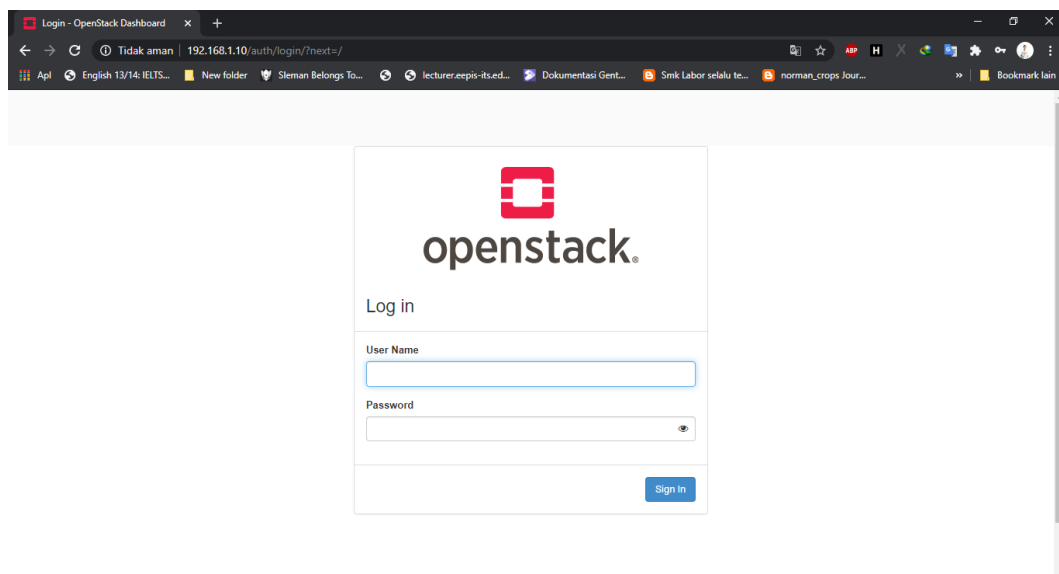 Login - OpenStack Dashboard
Tidak aman | 192.168.1.10/auth/login/?next=/
ABP H X
Apl English 13/14: IELTS... New folder Sleman Belongs To... lecturer.eepis-its.ed... Dokumentasi Gent... Smk Labor selalu te... norman_crops Jour... » Bookmark lain
openstack®
Log in
User Name
Password
Sign In